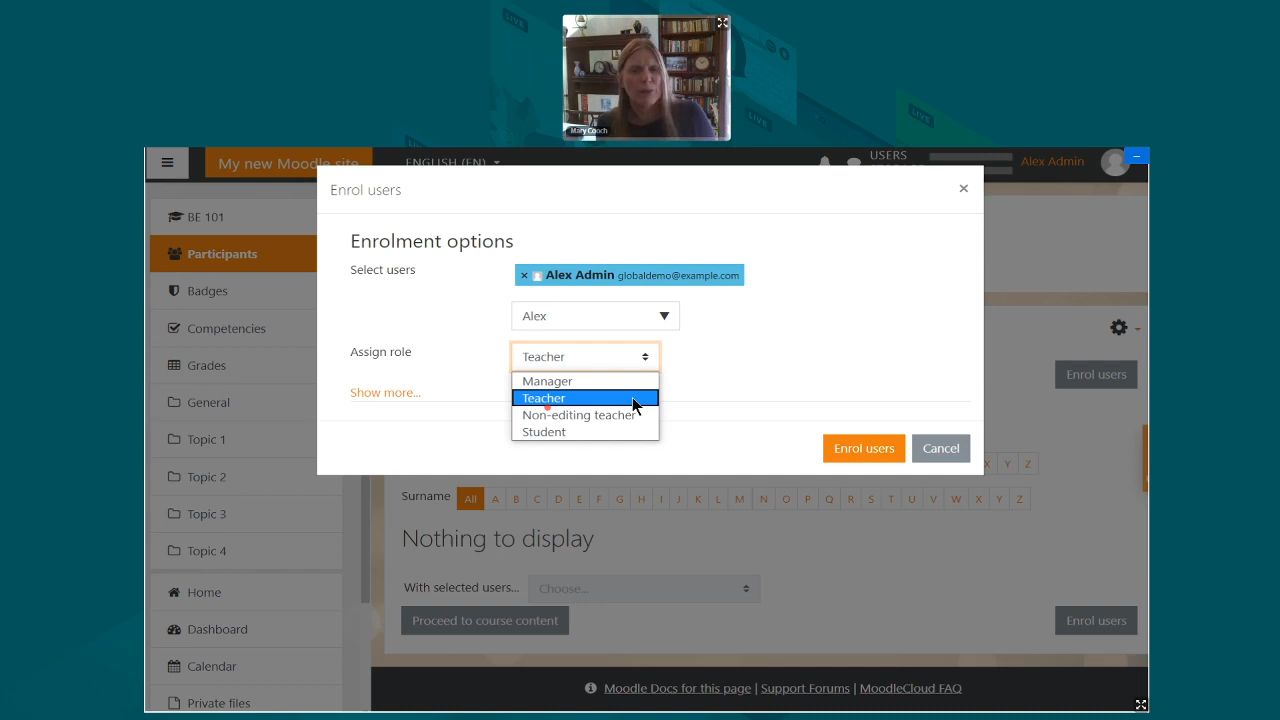 LIVE
LIVE
LIVE
LIVE
Mary Cooch
My new Moodle site
ENGLISH (EN)
USERS
Alex Admin
Enrol users
×
BE 101
Participants
Badges
Competencies
Grades
General
Topic 1
Topic 2
Topic 3
Topic 4
Home
Dashboard
Calendar
Private files
Enrolment options
Select users
× Alex Admin globaldemo@example.com
Alex
Assign role
Teacher
Manager
Teacher
Non-editing teacher
Student
Show more...
Enrol users
Cancel
Enrol users
X Y Z
Surname All A B C D E F G H I J K L M N O P Q R S T U V W X Y Z
Nothing to display
With selected users... Choose...
Proceed to course content
Enrol users
Moodle Docs for this page | Support Forums | MoodleCloud FAQ